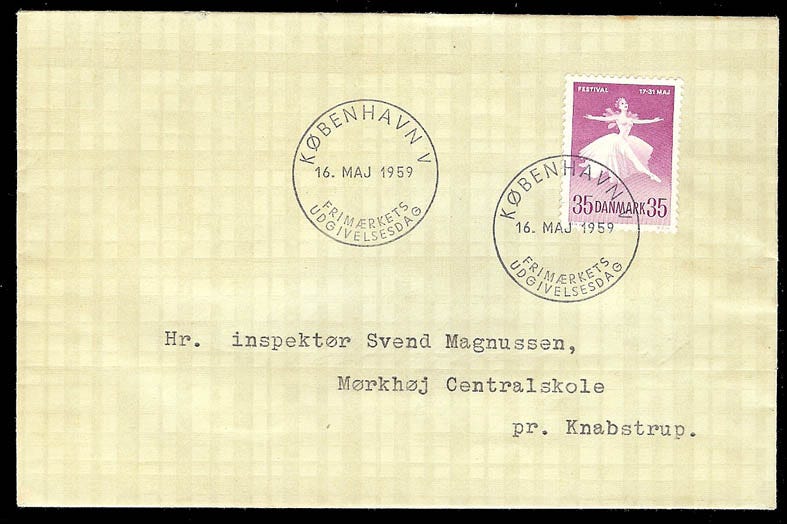 FESTIVAL 17-31 MAJ
35 DANMARK 35
KØBENHAVN V
16. MAJ 1959
FRIMÆRKETS
UDGIVELSESDAG
KØBENHAVN V
16. MAJ 1959
FRIMÆRKETS
UDGIVELSESDAG
Hr. inspektør Svend Magnussen,
Mørkhøj Centralskole
pr. Knabstrup.